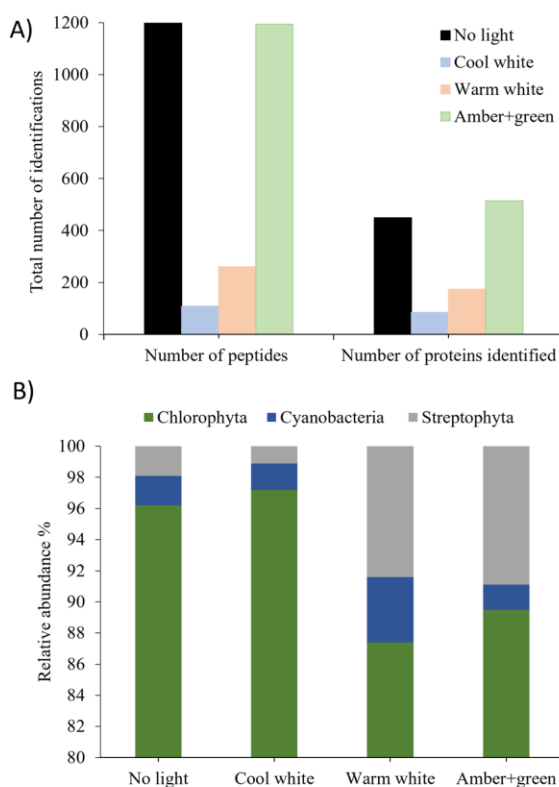 A)
Total number of identifications
1200
1000
800
600
400
200
0
No light
Cool white
Warm white
Amber+green
Number of peptides Number of proteins identified
B)
Chlorophyta Cyanobacteria Streptophyta
Relative abundance %
100
98
96
94
92
90
88
86
84
82
80
No light Cool white Warm white Amber+green